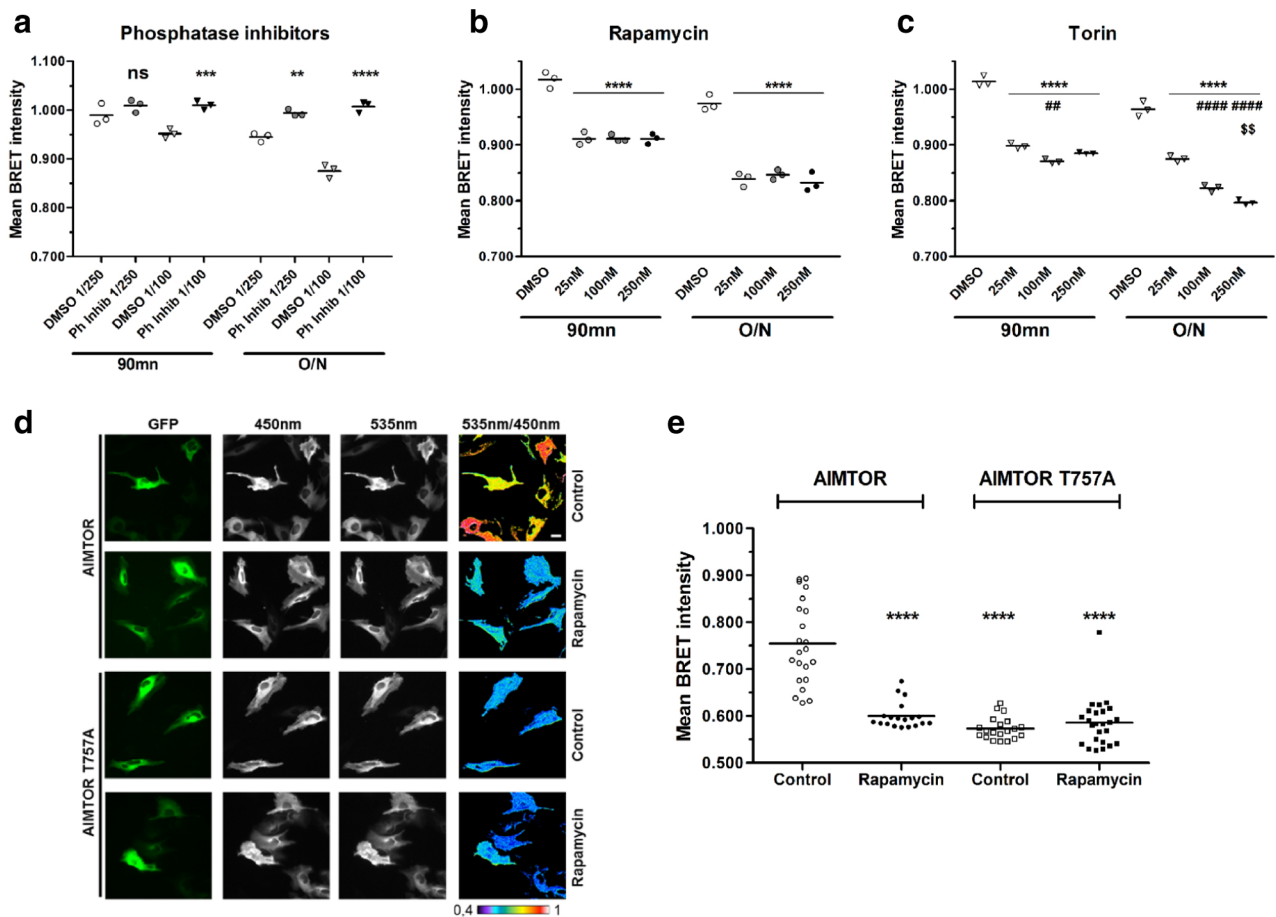 a
Phosphatase inhibitors
Mean BRET intensity
1.100
1.000
0.900
0.800
0.700
ns
***
**
****
DMSO 1/250
Ph Inhib 1/250
DMSO 1/100
Ph Inhib 1/100
DMSO 1/250
Ph Inhib 1/250
DMSO 1/100
Ph Inhib 1/100
90mn
O/N
b
Rapamycin
Mean BRET intensity
1.000
0.900
0.800
0.700
****
****
DMSO
25nM
100nM
250nM
DMSO
25nM
100nM
250nM
90mn
O/N
c
Torin
Mean BRET intensity
1.000
0.900
0.800
0.700
****
##
****
#### ####
$$
DMSO
25nM
100nM
250nM
DMSO
25nM
100nM
250nM
90mn
O/N
d
GFP 450nm 535nm 535nm/450nm
AIMTOR
Control
Rapamycin
AIMTOR T757A
Control
Rapamycin
0,4 1
e
AIMTOR AIMTOR T757A
Mean BRET intensity
1.000
0.900
0.800
0.700
0.600
0.500
**** **** ****
Control Rapamycin Control Rapamycin